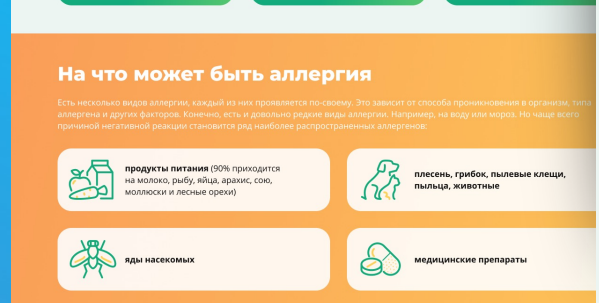 На что может быть аллергия
Есть несколько видов аллергии, каждый из них проявляется по-своему. Это зависит от способа проникновения в организм, типа
аллергена и других факторов. Конечно, есть и довольно редкие виды аллергии. Например, на воду или мороз. Но чаще всего
причиной негативной реакции становится ряд наиболее распространенных аллергенов:
продукты питания (90% приходится
на молоко, рыбу, яйца, арахис, сою,
моллюски и лесные орехи)
плесень, грибок, пылевые клещи,
пыльца, животные
яды насекомых
медицинские препараты